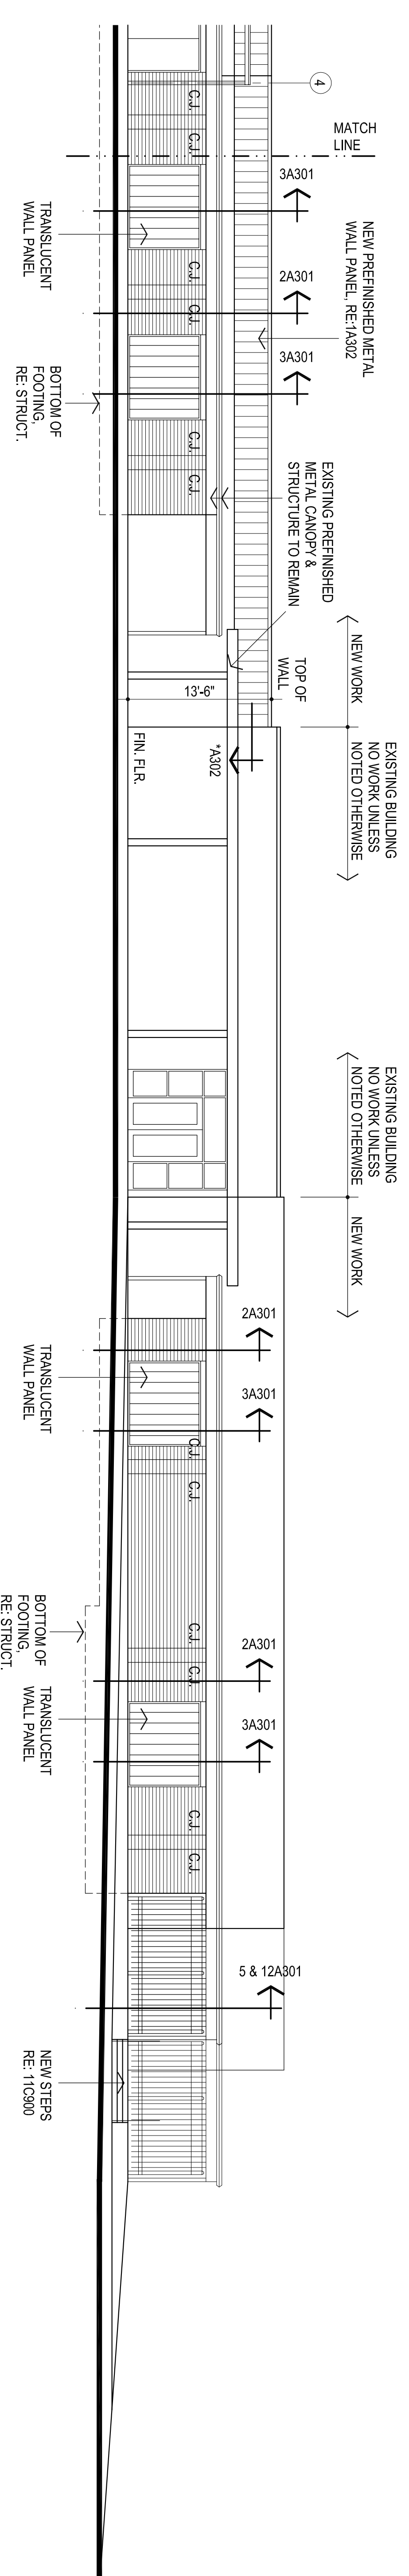 4
MATCH
LINE
C.J.
C.J.
3A301
TRANSLUCENT
WALL PANEL
NEW PREFINISHED METAL
WALL PANEL, RE:1A302
2A301
C.J.
C.J.
3A301
BOTTOM OF
FOOTING,
RE: STRUCT.
C.J.
C.J.
EXISTING PREFINISHED
METAL CANOPY &
STRUCTURE TO REMAIN
NEW WORK
TOP OF
WALL
13'-6"
FIN. FLR.
*A302
EXISTING BUILDING
NO WORK UNLESS
NOTED OTHERWISE
EXISTING BUILDING
NO WORK UNLESS
NOTED OTHERWISE
NEW WORK
2A301
TRANSLUCENT
WALL PANEL
3A301
C.J.
C.J.
BOTTOM OF
FOOTING,
RE: STRUCT.
C.J.
C.J.
2A301
TRANSLUCENT
WALL PANEL
3A301
C.J.
C.J.
5 & 12A301
NEW STEPS
RE: 11C900